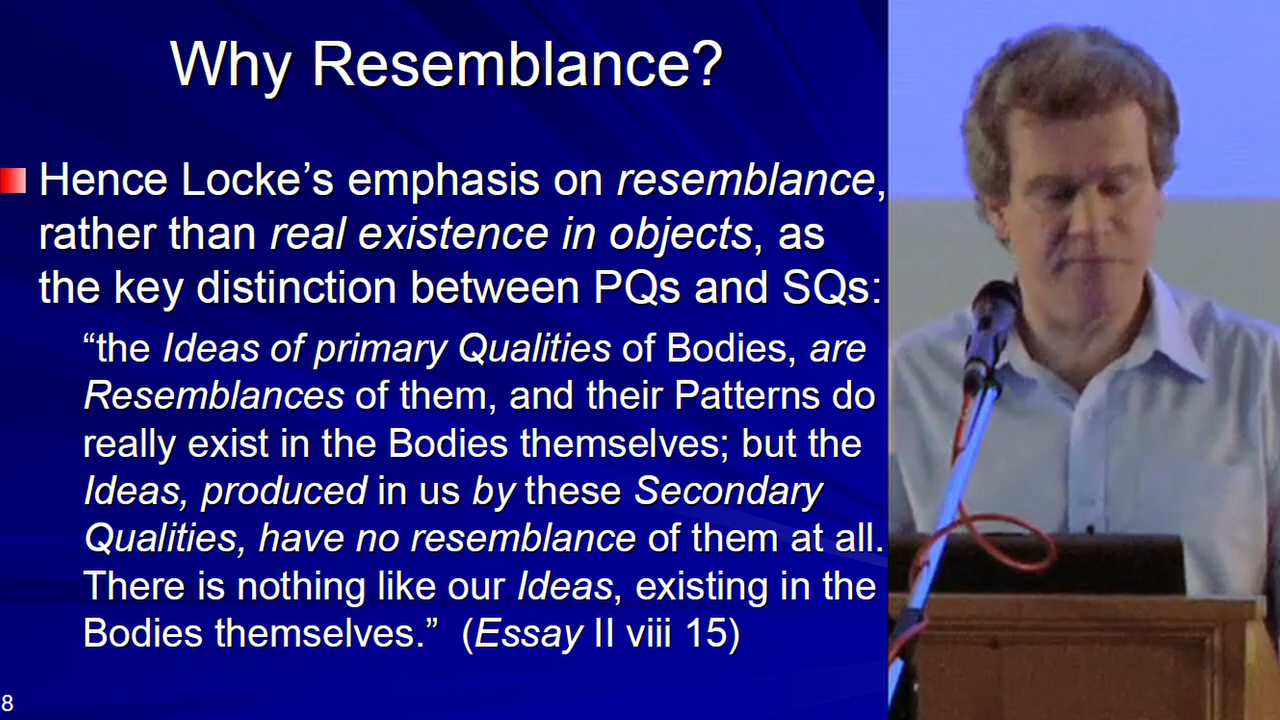 Why Resemblance?
Hence Locke’s emphasis on resemblance,
rather than real existence in objects, as
the key distinction between PQs and SQs:
“the Ideas of primary Qualities of Bodies, are
Resemblances of them, and their Patterns do
really exist in the Bodies themselves; but the
Ideas, produced in us by these Secondary
Qualities, have no resemblance of them at all.
There is nothing like our Ideas, existing in the
Bodies themselves.” (Essay II viii 15)
8